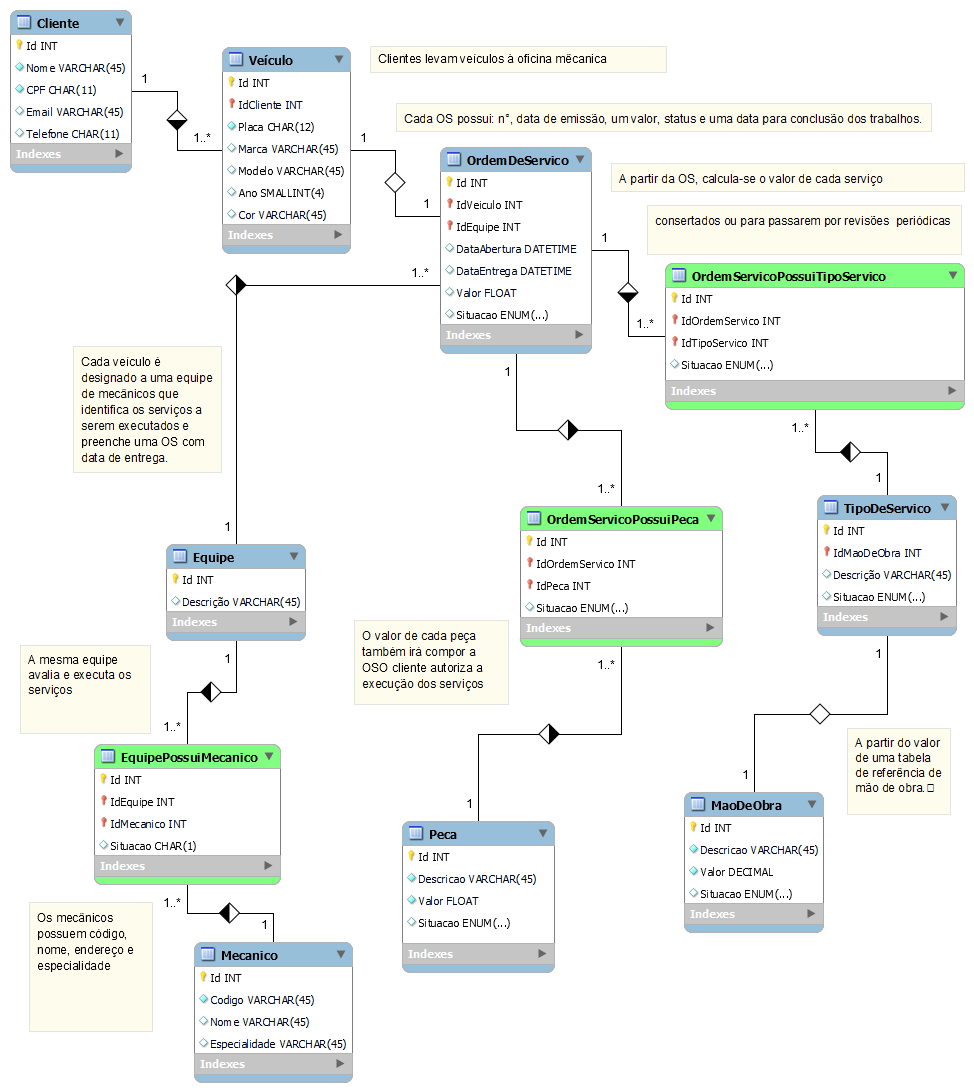 Cliente
Id INT
Nome VARCHAR(45)
CPF CHAR(11)
Email VARCHAR(45)
Telefone CHAR(11)
Indexes
1
1..*
Veículo
Id INT
IdCliente INT
Placa CHAR(12)
Marca VARCHAR(45)
Modelo VARCHAR(45)
Ano SMALLINT(4)
Cor VARCHAR(45)
Indexes
Clientes levam veículos à oficina mêcanica
Cada OS possui: n°, data de emissão, um valor, status e uma data para conclusão dos trabalhos.
1
1
OrdemDeServico
Id INT
IdVeiculo INT
IdEquipe INT
DataAbertura DATETIME
DataEntrega DATETIME
Valor FLOAT
Situacao ENUM(...)
Indexes
A partir da OS, calcula-se o valor de cada serviço
consertados ou para passarem por revisões periódicas
1
1..*
OrdemServicoPossuiTipoServico
Id INT
IdOrdemServico INT
IdTipoServico INT
Situacao ENUM(...)
Indexes
1..*
1
Cada veículo é
designado a uma equipe
de mecânicos que
identifica os serviços a
serem executados e
preenche uma OS com
data de entrega.
1
1..*
1..*
1
OrdemServicoPossuiPeca
Id INT
IdOrdemServico INT
IdPeca INT
Situacao ENUM(...)
Indexes
TipoDeServico
Id INT
IdMaoDeObra INT
Descrição VARCHAR(45)
Situacao ENUM(...)
Indexes
Equipe
Id INT
Descrição VARCHAR(45)
Indexes
A mesma equipe
avalia e executa os
serviços
1
1..*
O valor de cada peça
também irá compor a
OSO cliente autoriza a
execução dos serviços
1..*
1
1
1
A partir do valor
de uma tabela
de referência de
mão de obra.
EquipePossuiMecanico
Id INT
IdEquipe INT
IdMecanico INT
Situacao CHAR(1)
Indexes
Peca
Id INT
Descricao VARCHAR(45)
Valor FLOAT
Situacao ENUM(...)
Indexes
MaoDeObra
Id INT
Descricao VARCHAR(45)
Valor DECIMAL
Situacao ENUM(...)
Indexes
Os mecânicos
possuem código,
nome, endereço e
especialidade
1..*
1
Mecanico
Id INT
Codigo VARCHAR(45)
Nome VARCHAR(45)
Especialidade VARCHAR(45)
Indexes